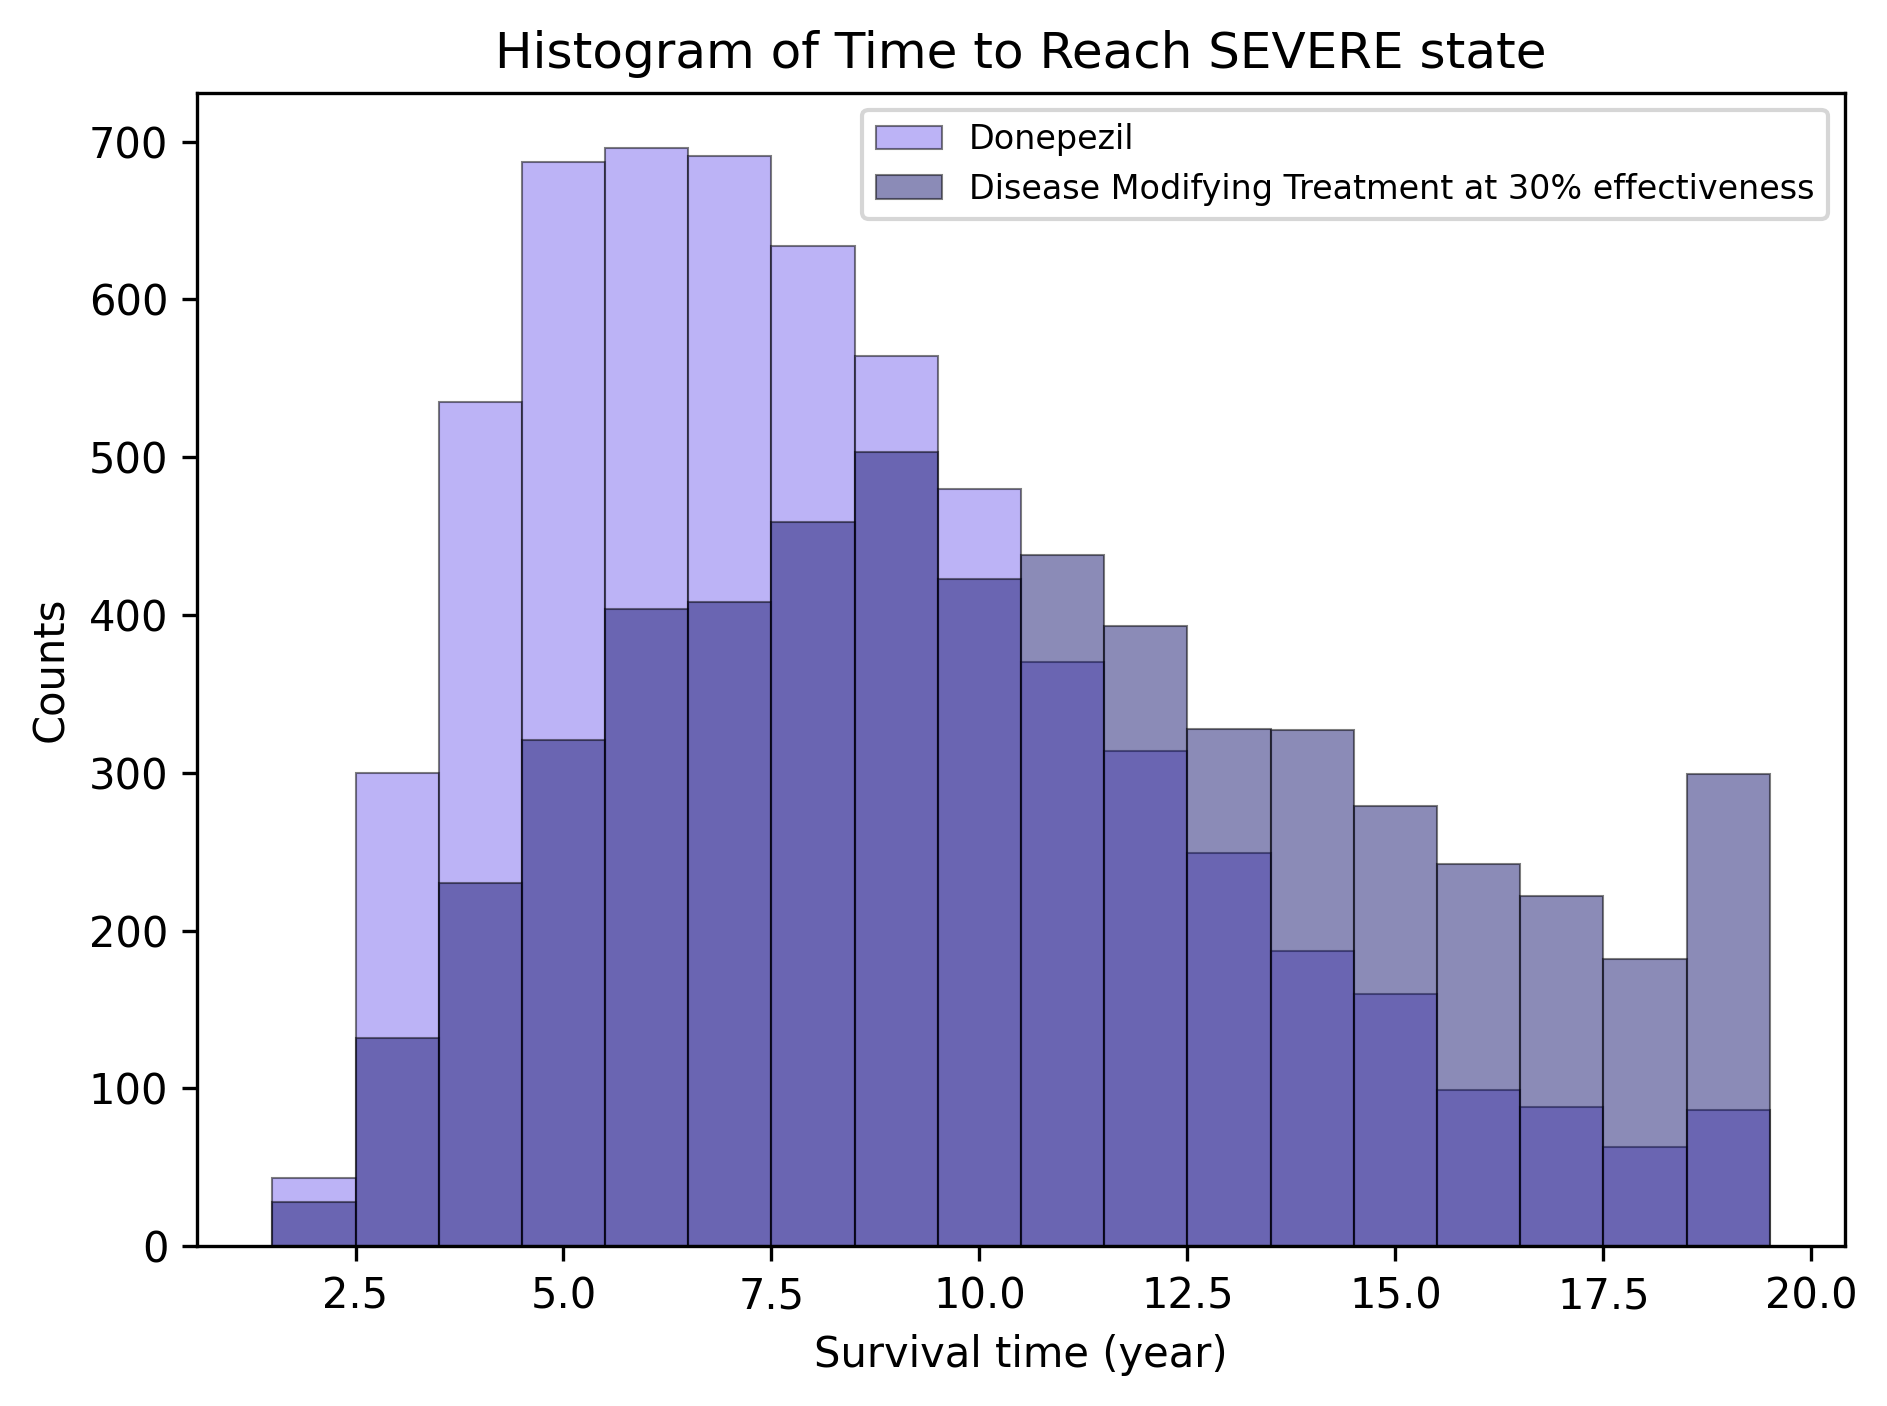 Histogram of Time to Reach SEVERE state
Donepezil
Disease Modifying Treatment at 30% effectiveness
700
600
500
400
300
200
100
0
Counts
2.5 5.0 7.5 10.0 12.5 15.0 17.5 20.0
Survival time (year)